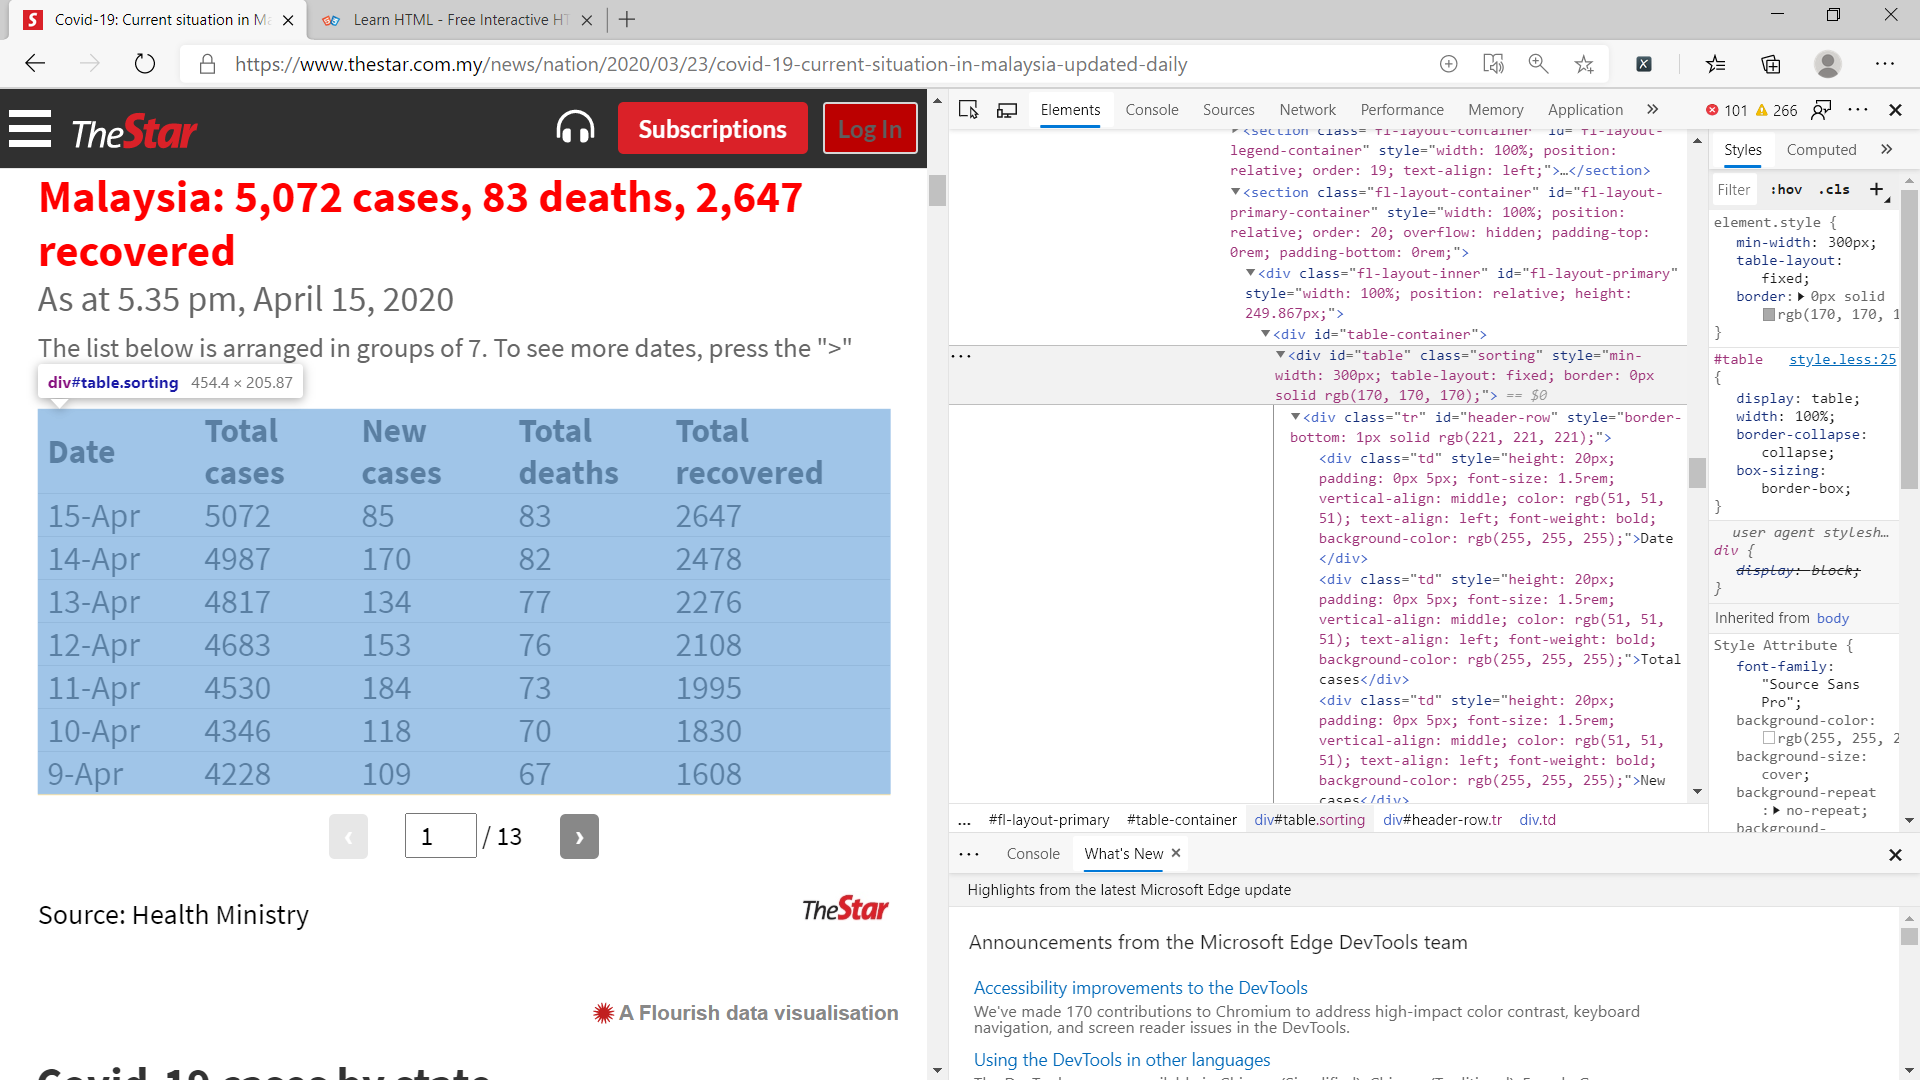 Covid-19: Current situation in Ma
Learn HTML - Free Interactive HT
https://www.thestar.com.my/news/nation/2020/03/23/covid-19-current-situation-in-malaysia-updated-daily
TheStar
Subscriptions
Log In
Malaysia: 5,072 cases, 83 deaths, 2,647
recovered
As at 5.35 pm, April 15, 2020
The list below is arranged in groups of 7. To see more dates, press the ">"
div#table.sorting 454.4 × 205.87
Date Total cases New cases Total deaths Total recovered
15-Apr 5072 85 83 2647
14-Apr 4987 170 82 2478
13-Apr 4817 134 77 2276
12-Apr 4683 153 76 2108
11-Apr 4530 184 73 1995
10-Apr 4346 118 70 1830
9-Apr 4228 109 67 1608
‹ 1 / 13 ›
Source: Health Ministry
TheStar
A Flourish data visualisation
Covid-19 cases by state
Elements Console Sources Network Performance Memory Application » 101 266
<section class="fl-layout-container" id="fl-layout-
legend-container" style="width: 100%; position:
relative; order: 19; text-align: left;">…</section>
<section class="fl-layout-container" id="fl-layout-
primary-container" style="width: 100%; position:
relative; order: 20; overflow: hidden; padding-top:
0rem; padding-bottom: 0rem;">
<div class="fl-layout-inner" id="fl-layout-primary"
style="width: 100%; position: relative; height:
249.867px;">
<div id="table-container">
<div id="table" class="sorting" style="min-
width: 300px; table-layout: fixed; border: 0px
solid rgb(170, 170, 170);"> == $0
<div class="tr" id="header-row" style="border-
bottom: 1px solid rgb(221, 221, 221);">
<div class="td" style="height: 20px;
padding: 0px 5px; font-size: 1.5rem;
vertical-align: middle; color: rgb(51, 51,
51); text-align: left; font-weight: bold;
background-color: rgb(255, 255, 255);">Date
</div>
<div class="td" style="height: 20px;
padding: 0px 5px; font-size: 1.5rem;
vertical-align: middle; color: rgb(51, 51,
51); text-align: left; font-weight: bold;
background-color: rgb(255, 255, 255);">Total
cases</div>
<div class="td" style="height: 20px;
padding: 0px 5px; font-size: 1.5rem;
vertical-align: middle; color: rgb(51, 51,
51); text-align: left; font-weight: bold;
background-color: rgb(255, 255, 255);">New
cases</div>
... #fl-layout-primary #table-container div#table.sorting div#header-row.tr div.td
Styles Computed »
Filter :hov .cls +
element.style {
min-width: 300px;
table-layout:
fixed;
border: 0px solid
rgb(170, 170, 1
}
#table style.less:25
{
display: table;
width: 100%;
border-collapse:
collapse;
box-sizing:
border-box;
}
user agent stylesh…
div {
display: block;
}
Inherited from body
Style Attribute {
font-family:
"Source Sans
Pro";
background-color:
rgb(255, 255, 2
background-size:
cover;
background-repeat
: no-repeat;
background-
Console What's New
Highlights from the latest Microsoft Edge update
Announcements from the Microsoft Edge DevTools team
Accessibility improvements to the DevTools
We've made 170 contributions to Chromium to address high-impact color contrast, keyboard
navigation, and screen reader issues in the DevTools.
Using the DevTools in other languages